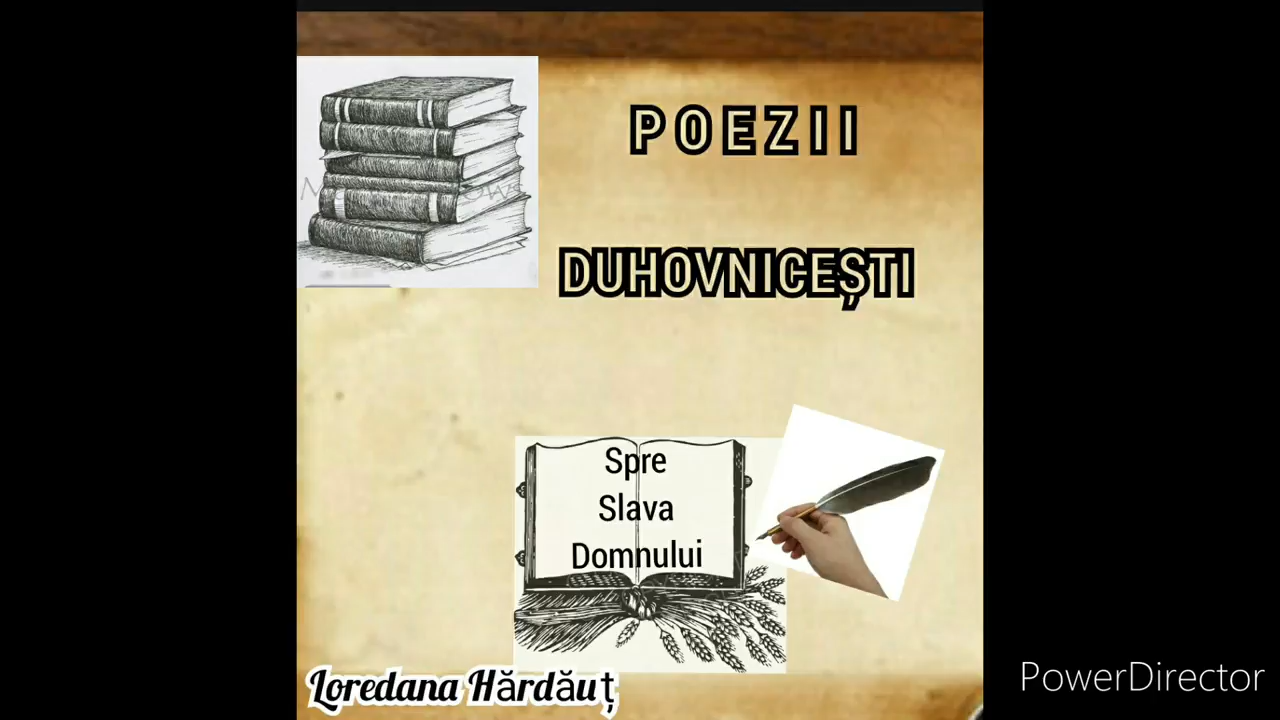 POEZII
DUHOVNICEȘTI
Spre
Slava
Domnului
Loredana Hărdăuț
PowerDirector